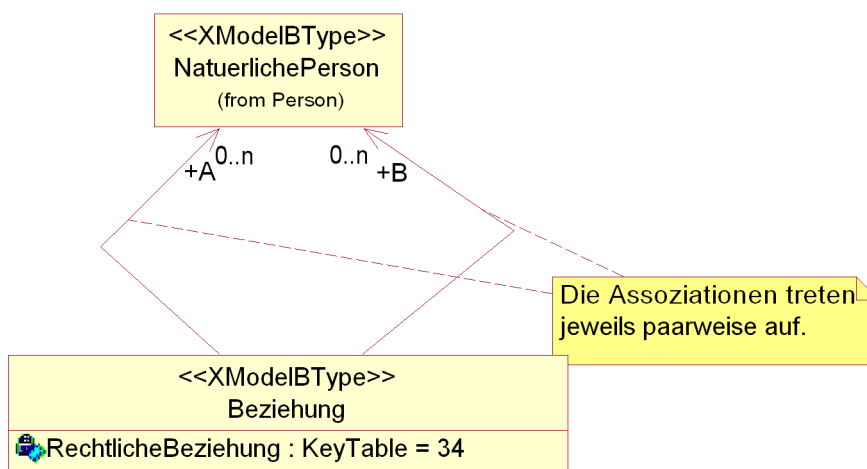 <<XModelBType>>
NatuerlichePerson
(from Person)
0..n
0..n
+A
+B
Die Assoziationen treten
jeweils paarweise auf.
<<XModelBType>>
Beziehung
RechtlicheBeziehung : KeyTable = 34